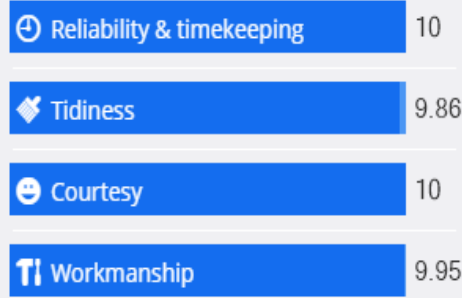 Reliability & timekeeping 10
Tidiness 9.86
Courtesy 10
Workmanship 9.95